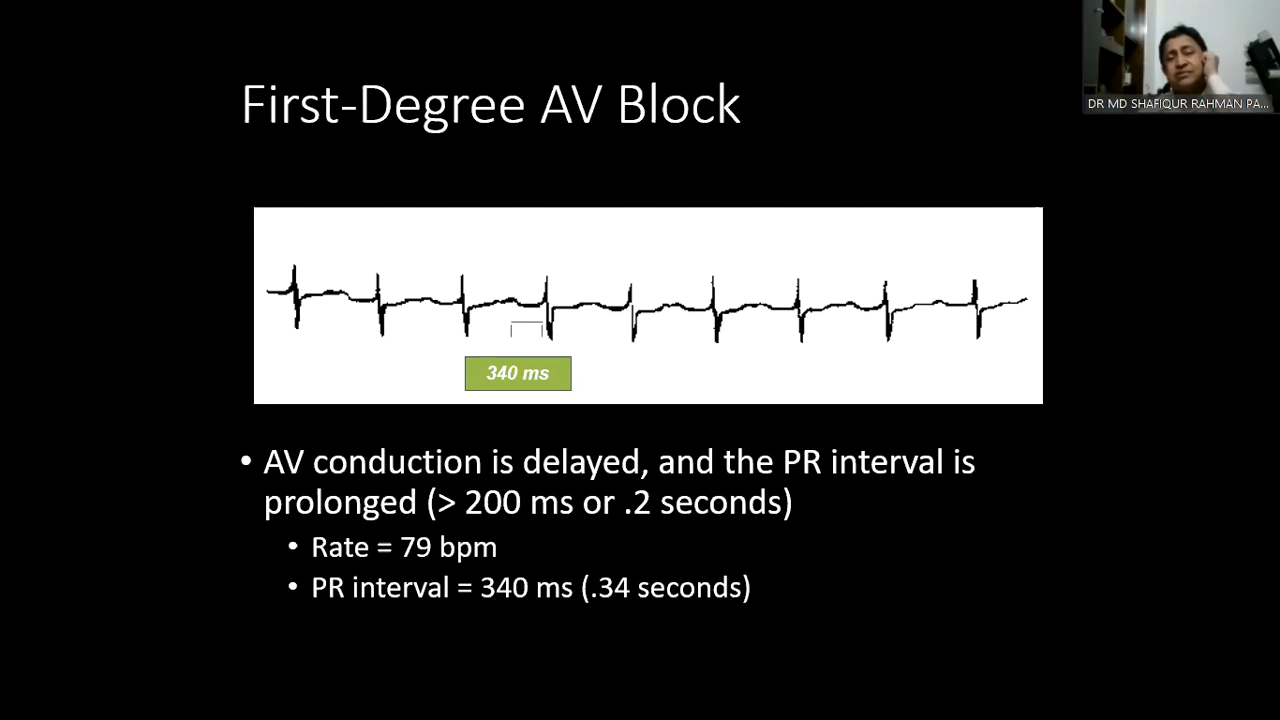 DR MD SHAFIQUR RAHMAN PA...
First-Degree AV Block
340 ms
• AV conduction is delayed, and the PR interval is
prolonged (> 200 ms or .2 seconds)
• Rate = 79 bpm
• PR interval = 340 ms (.34 seconds)